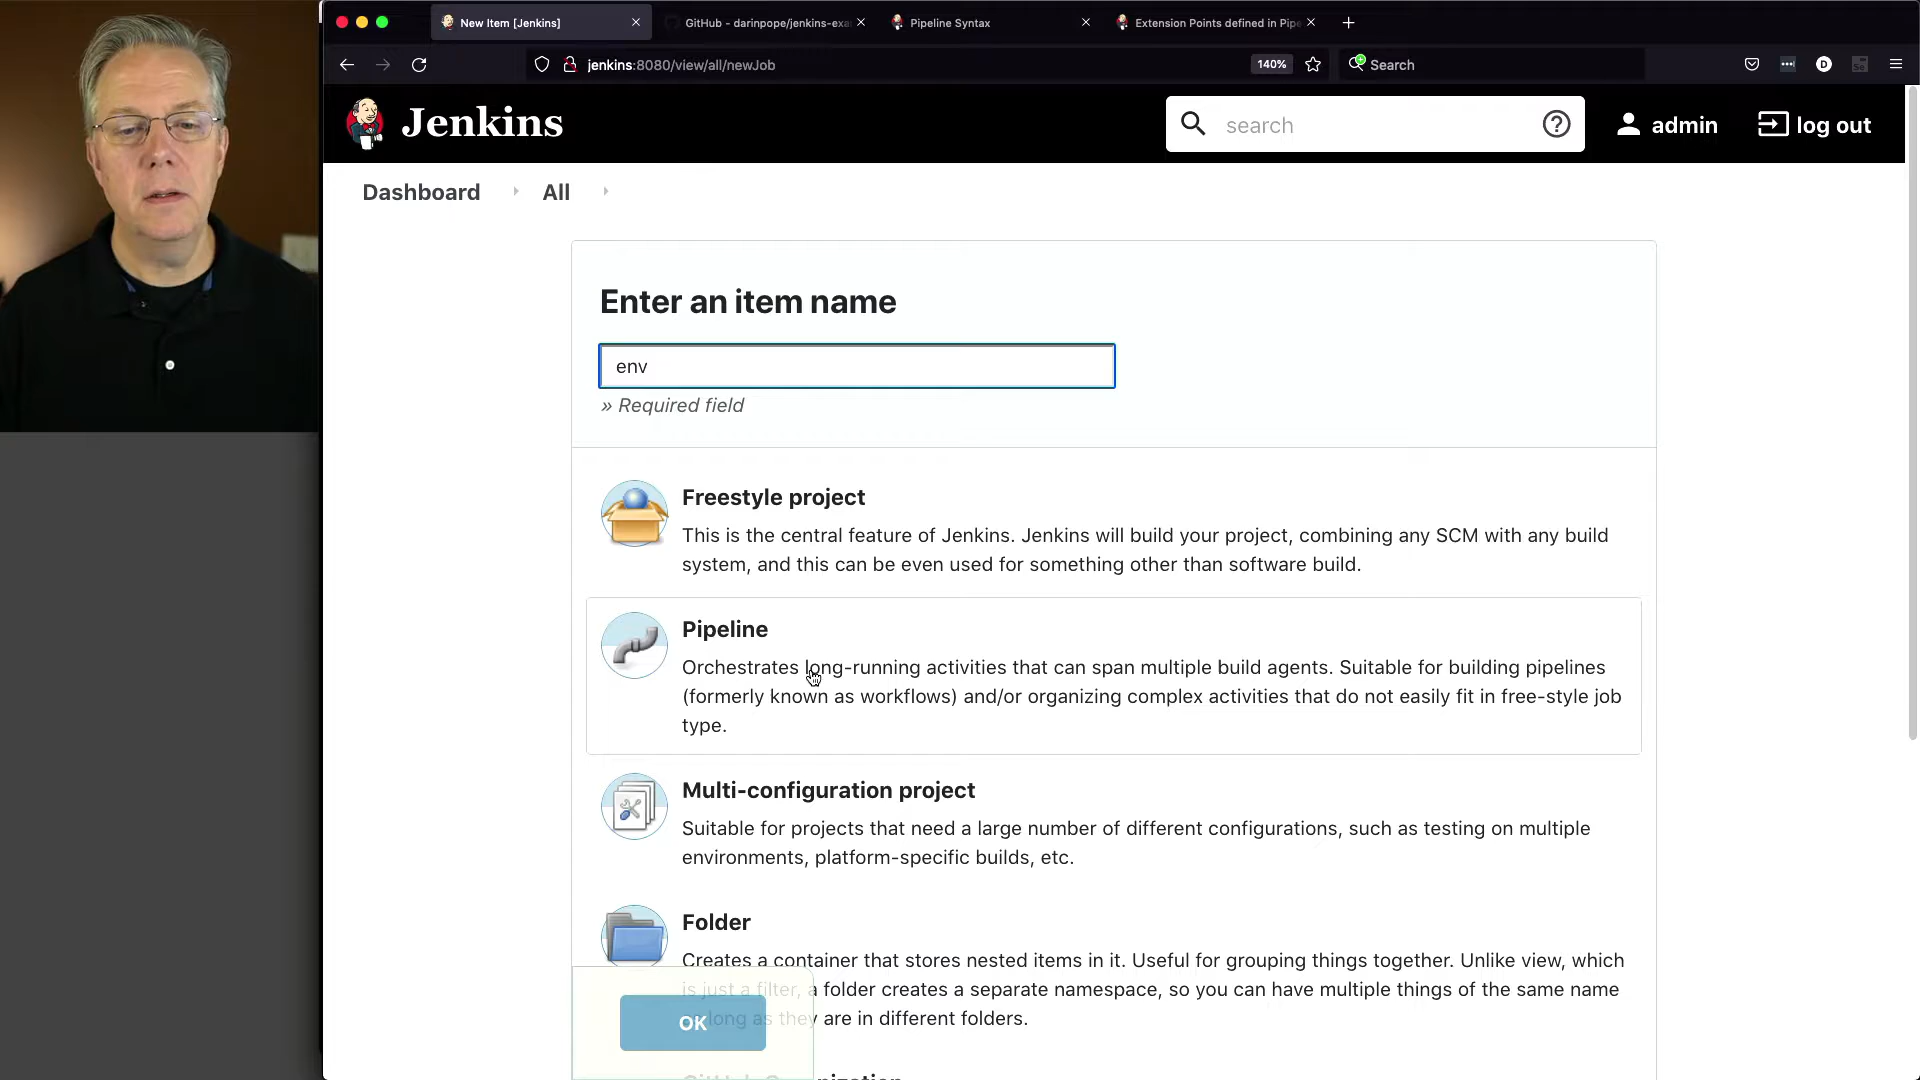 New Item [Jenkins]
GitHub - darinpope/jenkins-exa
Pipeline Syntax
Extension Points defined in Pip
jenkins:8080/view/all/newJob
140%
Search
D
Jenkins
search
admin
log out
Dashboard
All
Enter an item name
env
» Required field
Freestyle project
This is the central feature of Jenkins. Jenkins will build your project, combining any SCM with any build
system, and this can be even used for something other than software build.
Pipeline
Orchestrates long-running activities that can span multiple build agents. Suitable for building pipelines
(formerly known as workflows) and/or organizing complex activities that do not easily fit in free-style job
type.
Multi-configuration project
Suitable for projects that need a large number of different configurations, such as testing on multiple
environments, platform-specific builds, etc.
Folder
Creates a container that stores nested items in it. Useful for grouping things together. Unlike view, which
is just a filter, a folder creates a separate namespace, so you can have multiple things of the same name
long as they are in different folders.
OK